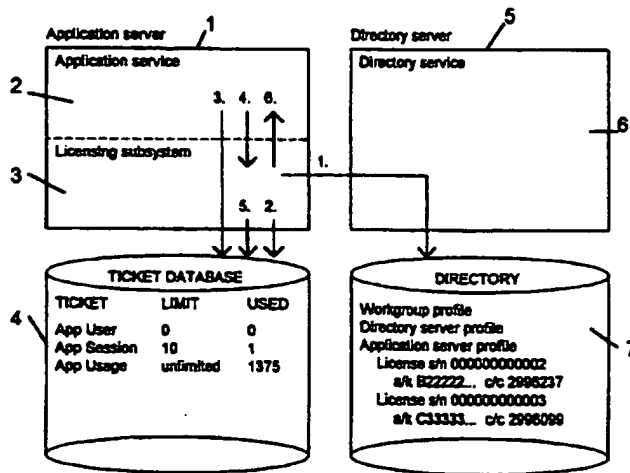 1
5
Application server
Directory server
Application service
Directory service
2
3. 4. 6.
6
Licensing subsystem
1.
3
5. 2.
TICKET DATABASE
DIRECTORY
TICKET LIMIT USED
Workgroup profile
4
App User 0 0
Directory server profile
App Session 10 1
Application server profile
7
App Usage unlimited 1375
License s/n 000000000002
a/k B22222... c/c 2996237
License s/n 000000000003
a/k C33333... c/c 2996099